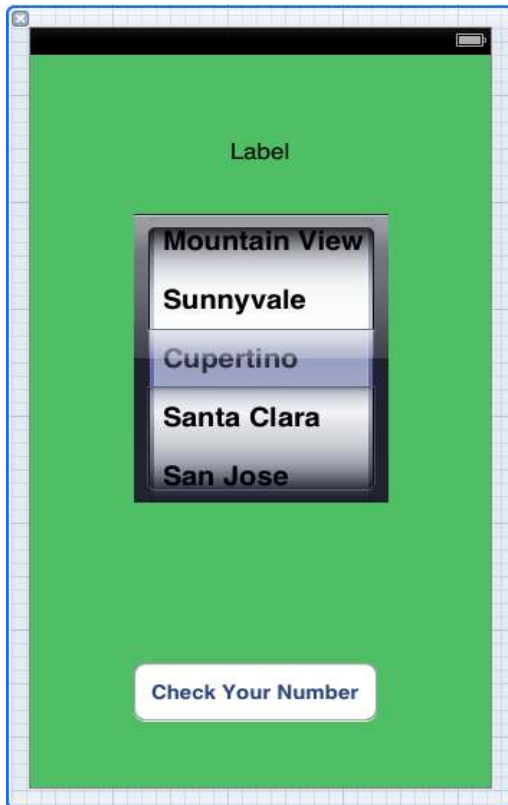 Label
Mountain View
Sunnyvale
Cupertino
Santa Clara
San Jose
Check Your Number